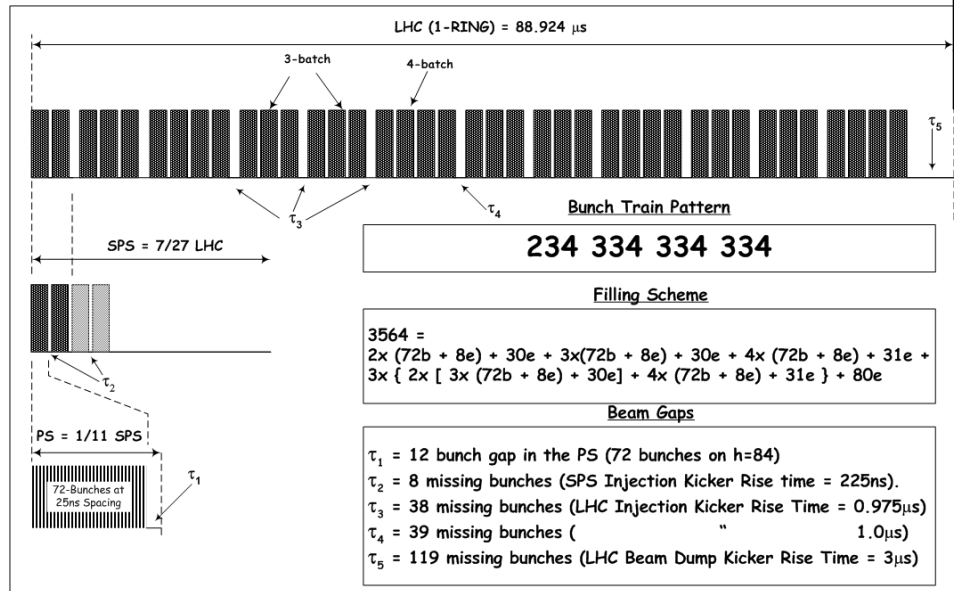 LHC (1-RING) = 88.924 μs
3-batch
4-batch
τ5
τ3
τ4
Bunch Train Pattern
234 334 334 334
SPS = 7/27 LHC
τ2
Filling Scheme
3564 =
2x (72b + 8e) + 30e + 3x(72b + 8e) + 30e + 4x (72b + 8e) + 31e +
3x { 2x [ 3x (72b + 8e) + 30e] + 4x (72b + 8e) + 31e } + 80e
PS = 1/11 SPS
72-Bunches at
25ns Spacing
τ1
Beam Gaps
τ1 = 12 bunch gap in the PS (72 bunches on h=84)
τ2 = 8 missing bunches (SPS Injection Kicker Rise time = 225ns).
τ3 = 38 missing bunches (LHC Injection Kicker Rise Time = 0.975μs)
τ4 = 39 missing bunches ( " 1.0μs)
τ5 = 119 missing bunches (LHC Beam Dump Kicker Rise Time = 3μs)